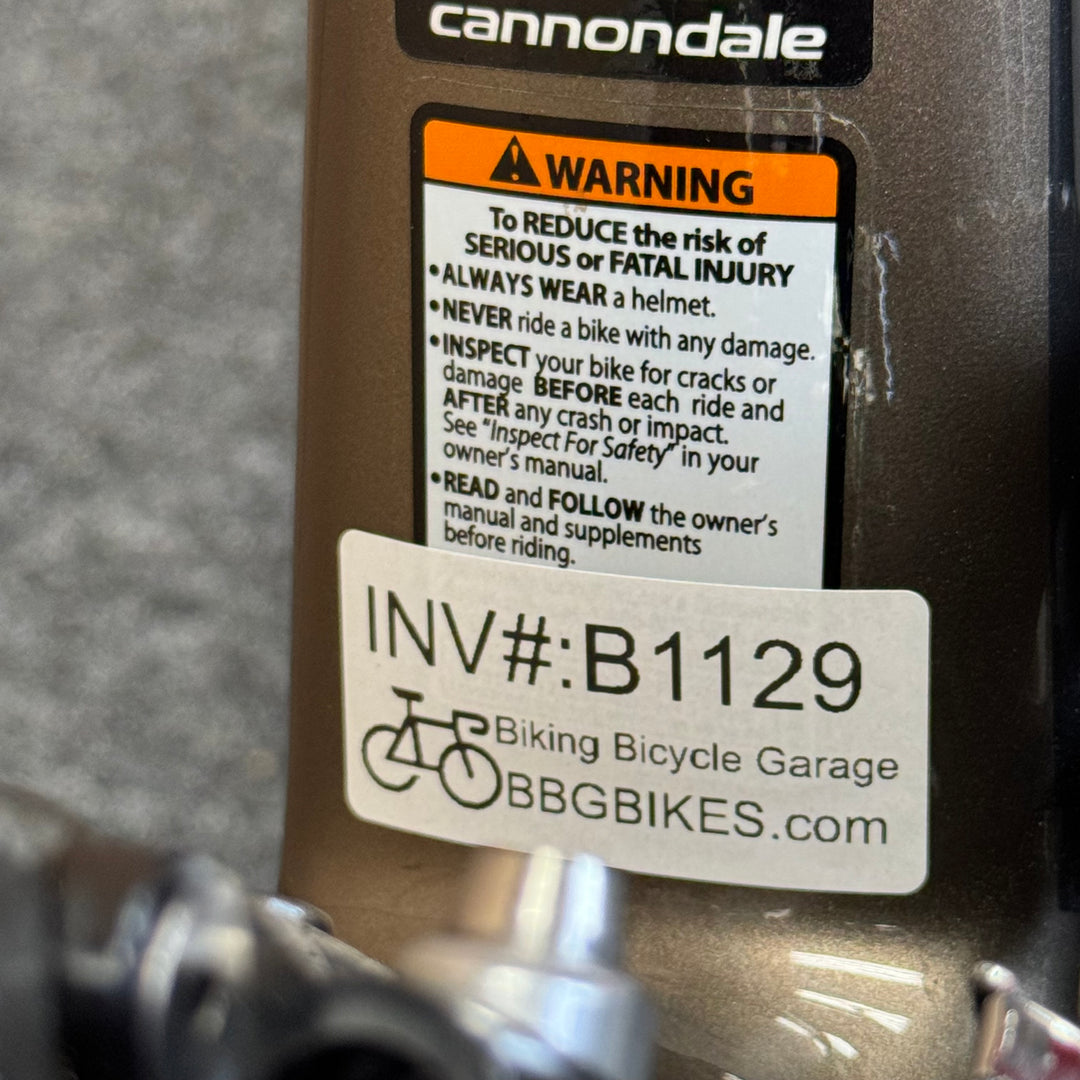 cannondale
WARNING
To REDUCE the risk of
SERIOUS or FATAL INJURY
•ALWAYS WEAR a helmet.
•NEVER ride a bike with any damage.
•INSPECT your bike for cracks or
damage BEFORE each ride and
AFTER any crash or impact.
See "Inspect For Safety" in your
owner's manual.
•READ and FOLLOW the owner's
manual and supplements
before riding.
INV#:B1129
Biking Bicycle Garage
BBGBIKES.com